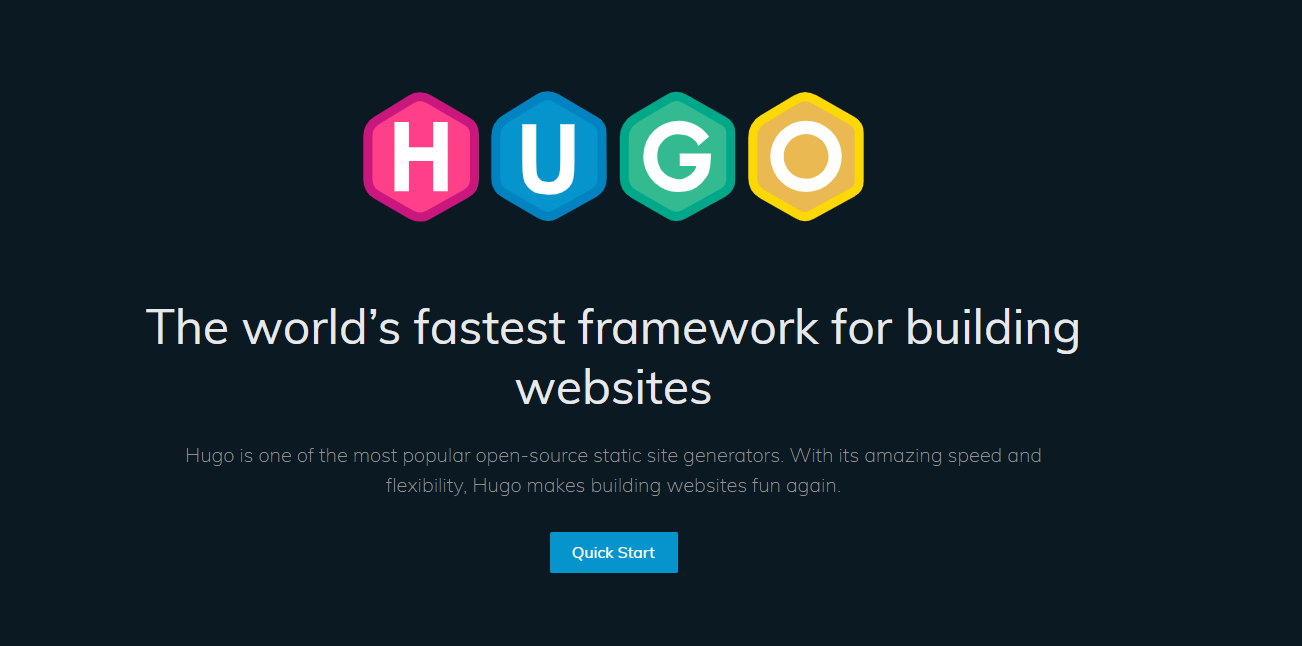 HUGO
The world’s fastest framework for building
websites
Hugo is one of the most popular open-source static site generators. With its amazing speed and
flexibility, Hugo makes building websites fun again.
Quick Start